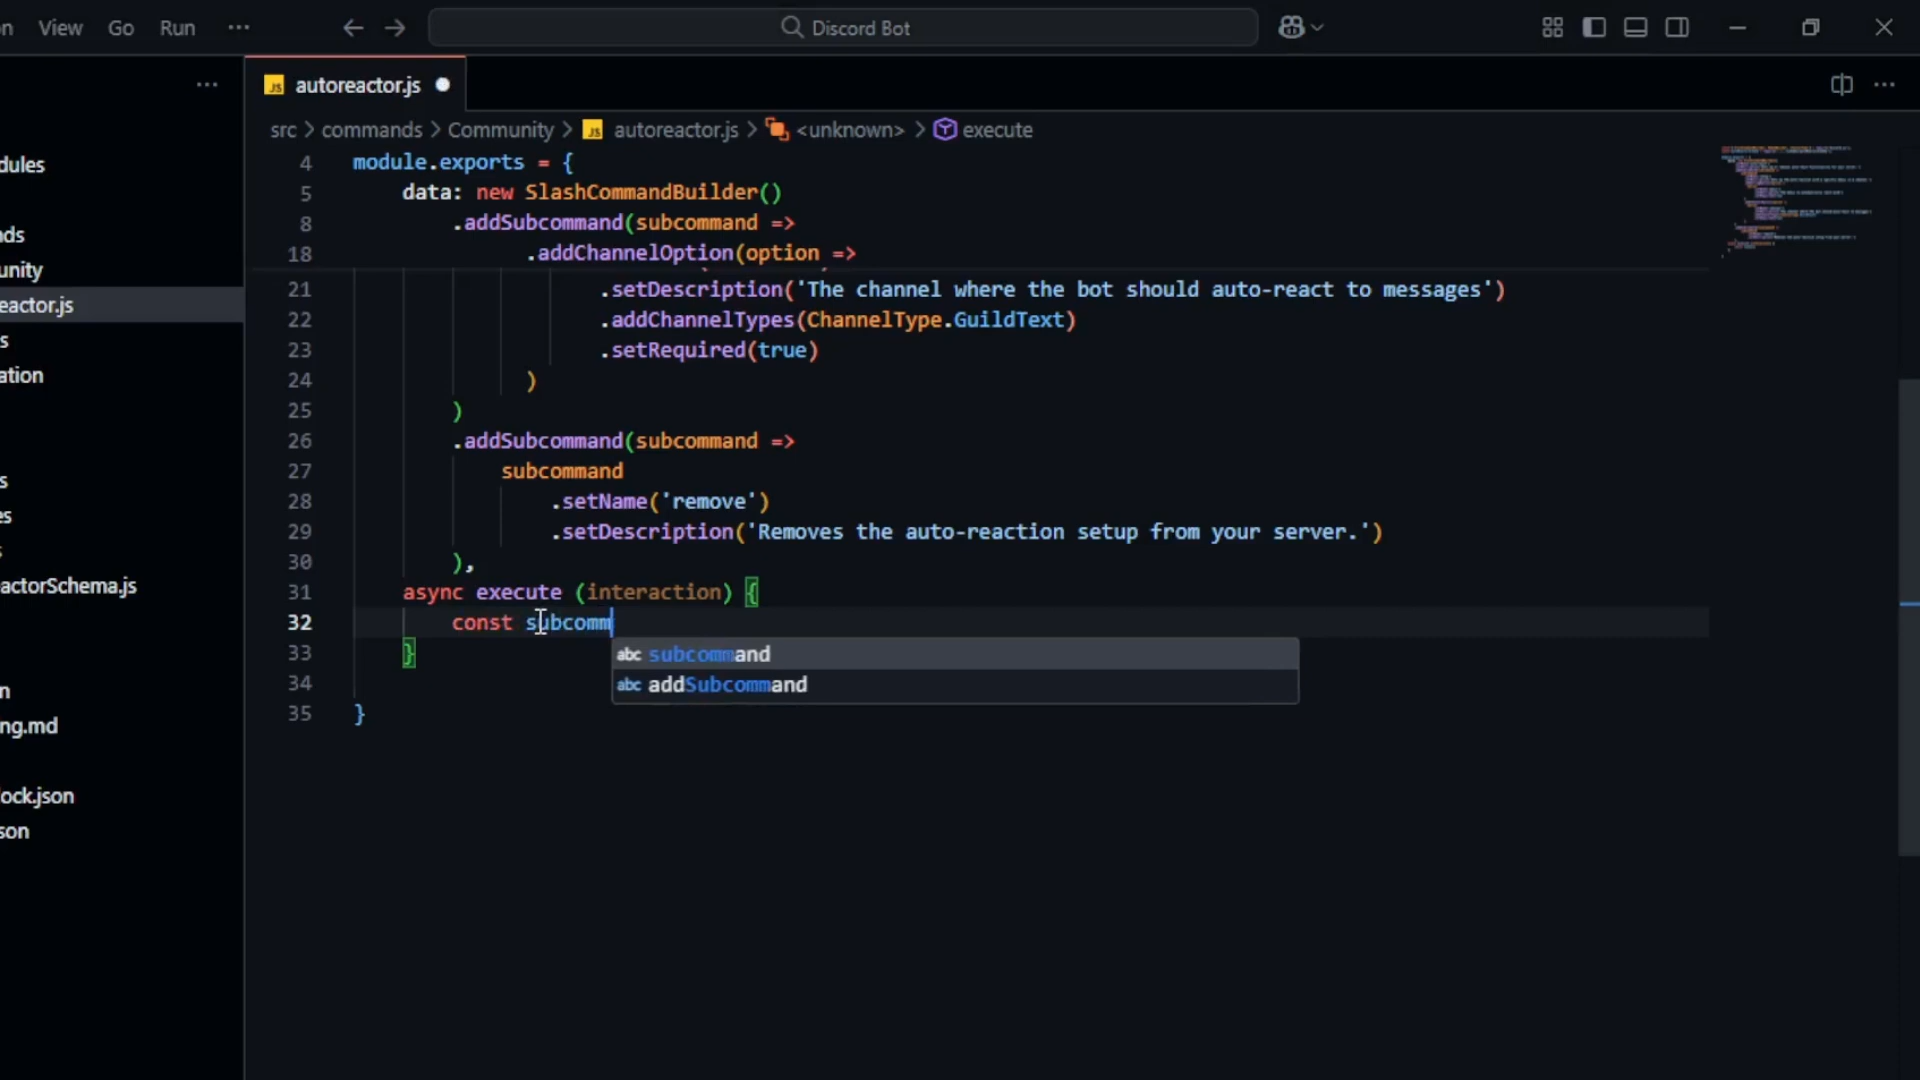 n View Go Run ··· Discord Bot
autoreactor.js
src > commands > Community > JS autoreactor.js > <unknown> > execute
dules
nds
unity
eactor.js
s
ation
s
es
s
actorSchema.js
n
ng.md
ock.json
son
4 module.exports = {
5 data: new SlashCommandBuilder()
8 .addSubcommand(subcommand =>
18 .addChannelOption(option =>
21 .setDescription('The channel where the bot should auto-react to messages')
22 .addChannelTypes(ChannelType.GuildText)
23 .setRequired(true)
24 )
25 )
26 .addSubcommand(subcommand =>
27 subcommand
28 .setName('remove')
29 .setDescription('Removes the auto-reaction setup from your server.')
30 ),
31 async execute (interaction) {
32 const subcomm
abc subcommand
abc addSubcommand
33 }
34
35 }